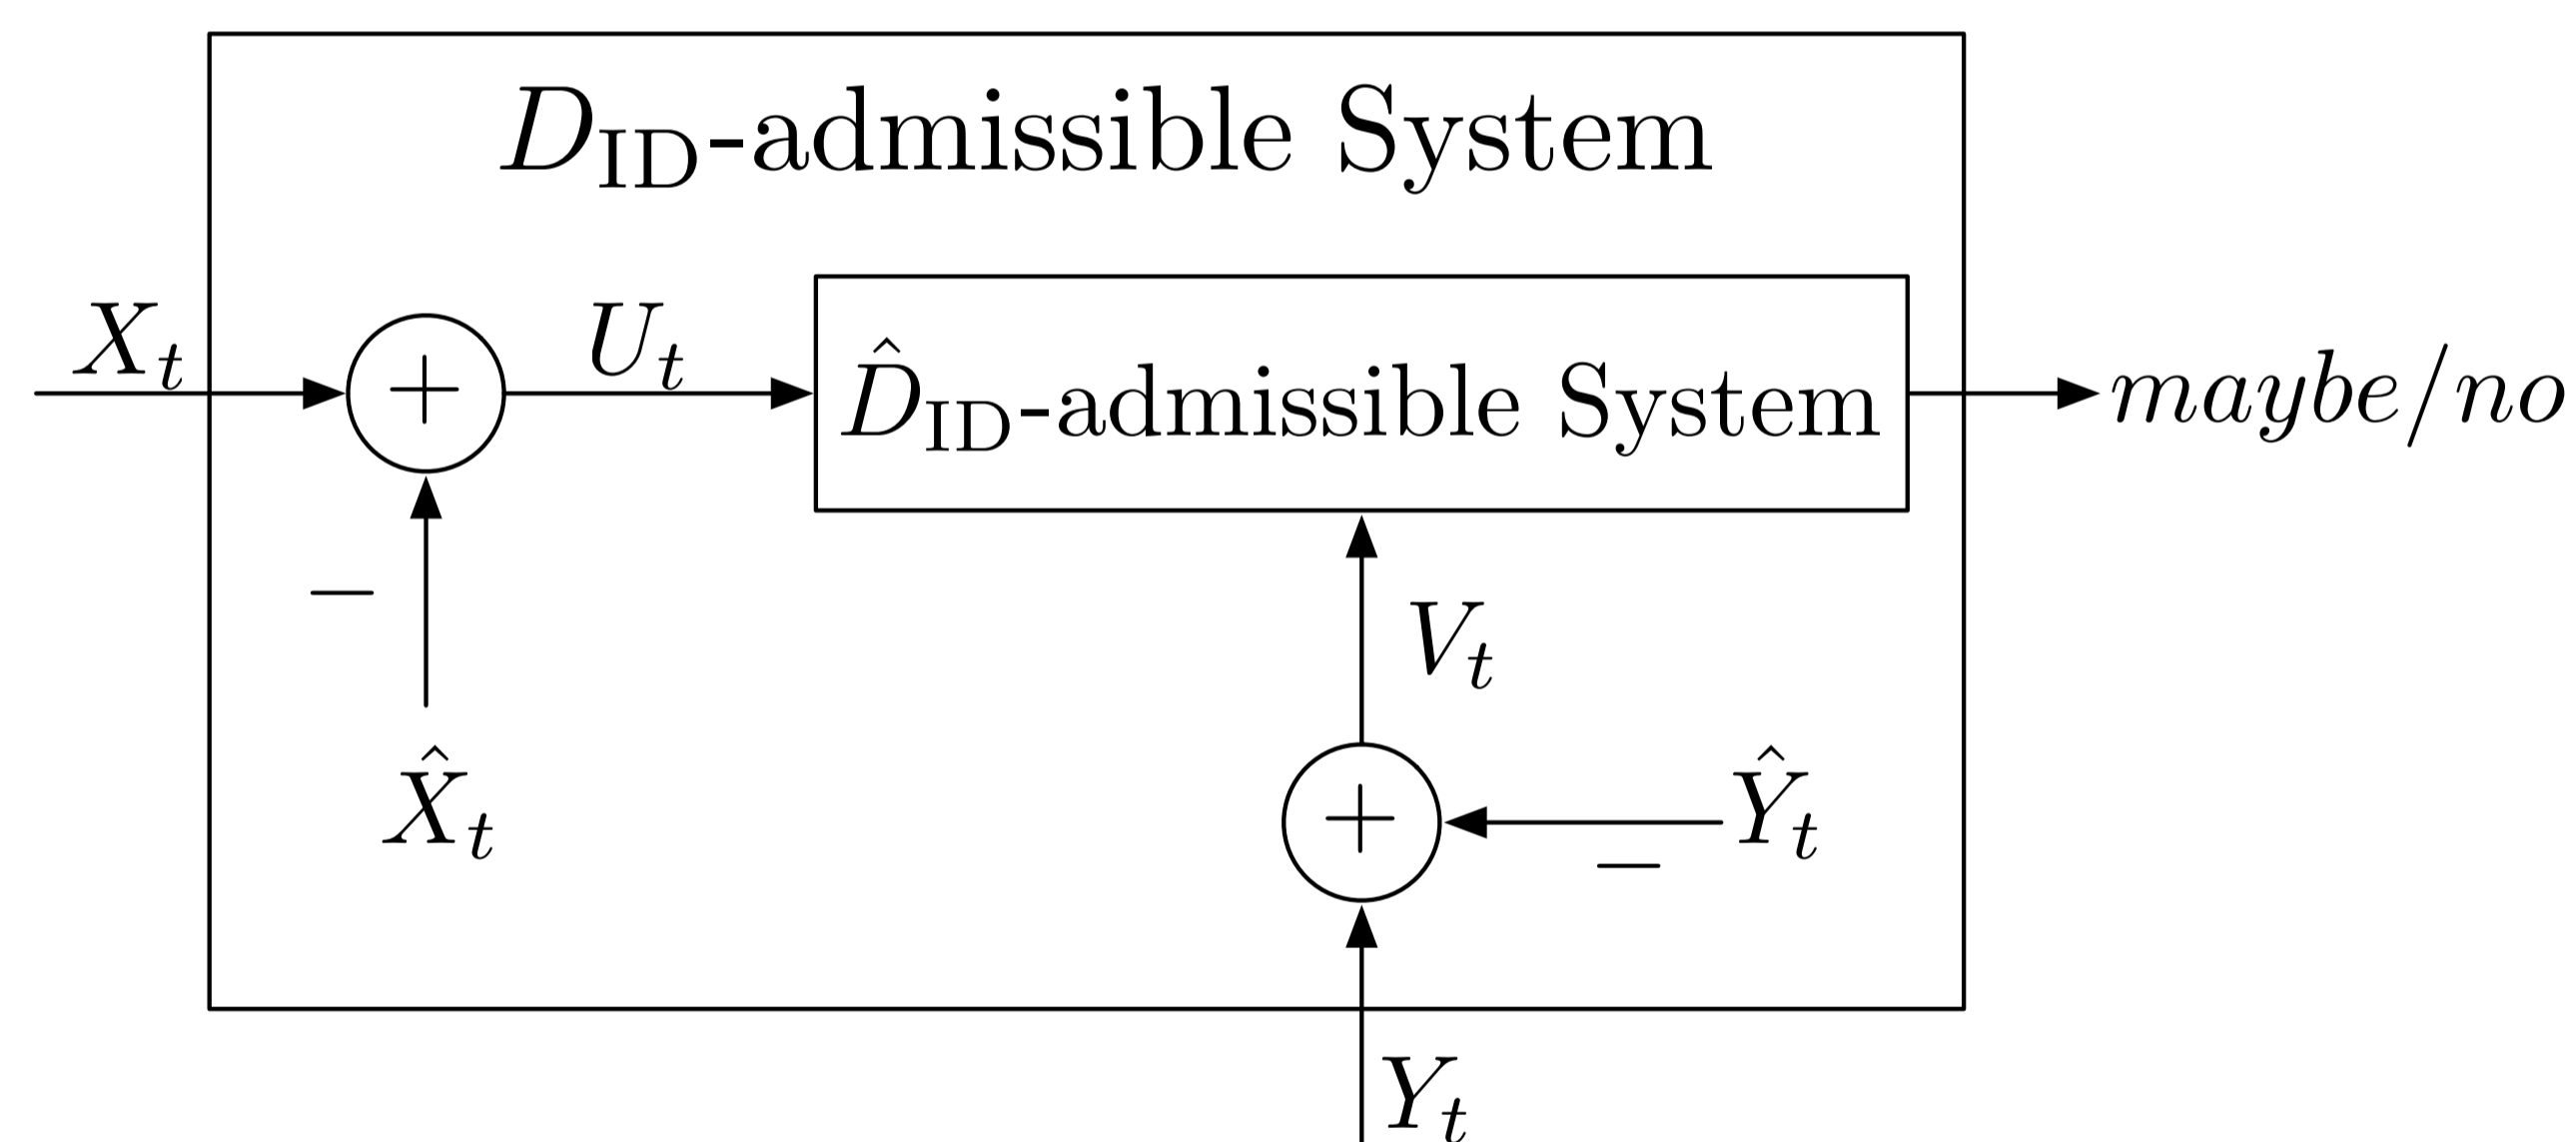 D_ID-admissible System
X_t
+
U_t
D̂_ID-admissible System
maybe/no
−
V_t
X̂_t
+
Ŷ_t
−
Y_t